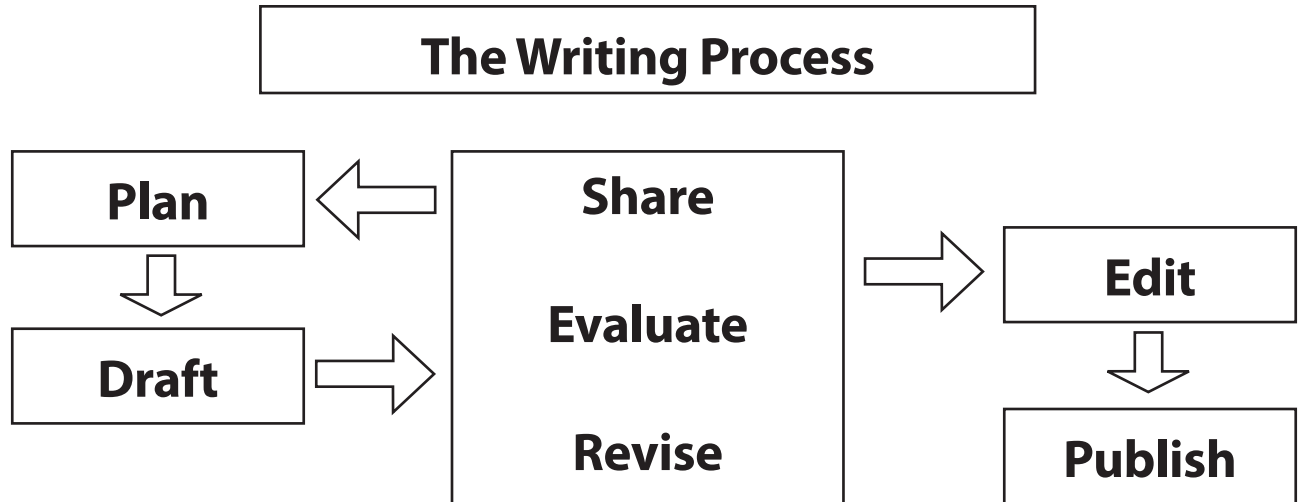 The Writing Process
Plan
Draft
Share
Evaluate
Revise
Edit
Publish